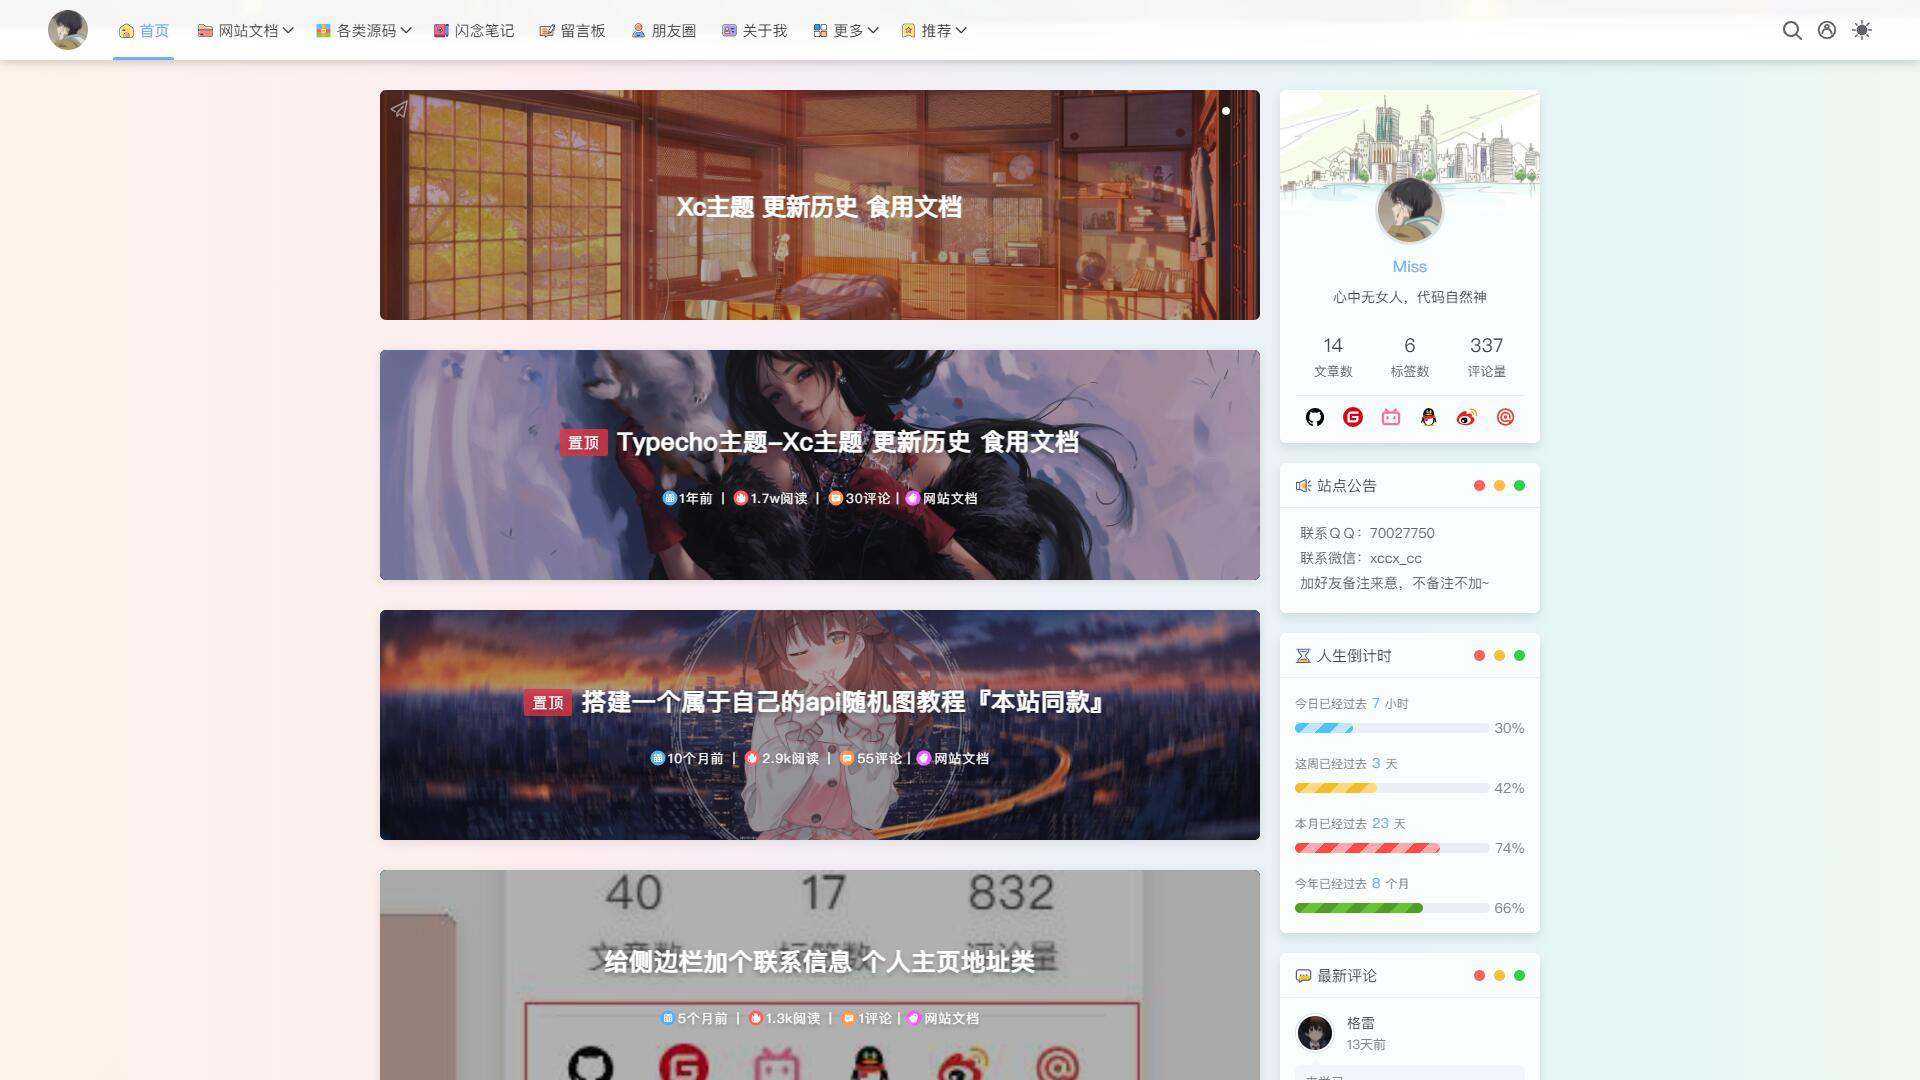 首页 网站文档 各类源码 闪念笔记 留言板 朋友圈 关于我 更多 推荐
Xc主题 更新历史 食用文档
置顶 Typecho主题-Xc主题 更新历史 食用文档
1年前 | 1.7w阅读 | 30评论 | 网站文档
置顶 搭建一个属于自己的api随机图教程『本站同款』
10个月前 | 2.9k阅读 | 55评论 | 网站文档
40 17 832
文章数 标签数 评论量
给侧边栏加个联系信息 个人主页地址类
5个月前 | 1.3k阅读 | 1评论 | 网站文档
Miss
心中无女人，代码自然神
14 6 337
文章数 标签数 评论量
站点公告
联系ＱＱ：70027750
联系微信：xccx_cc
加好友备注来意，不备注不加~
人生倒计时
今日已经过去 7 小时
30%
这周已经过去 3 天
42%
本月已经过去 23 天
74%
今年已经过去 8 个月
66%
最新评论
格雷
13天前